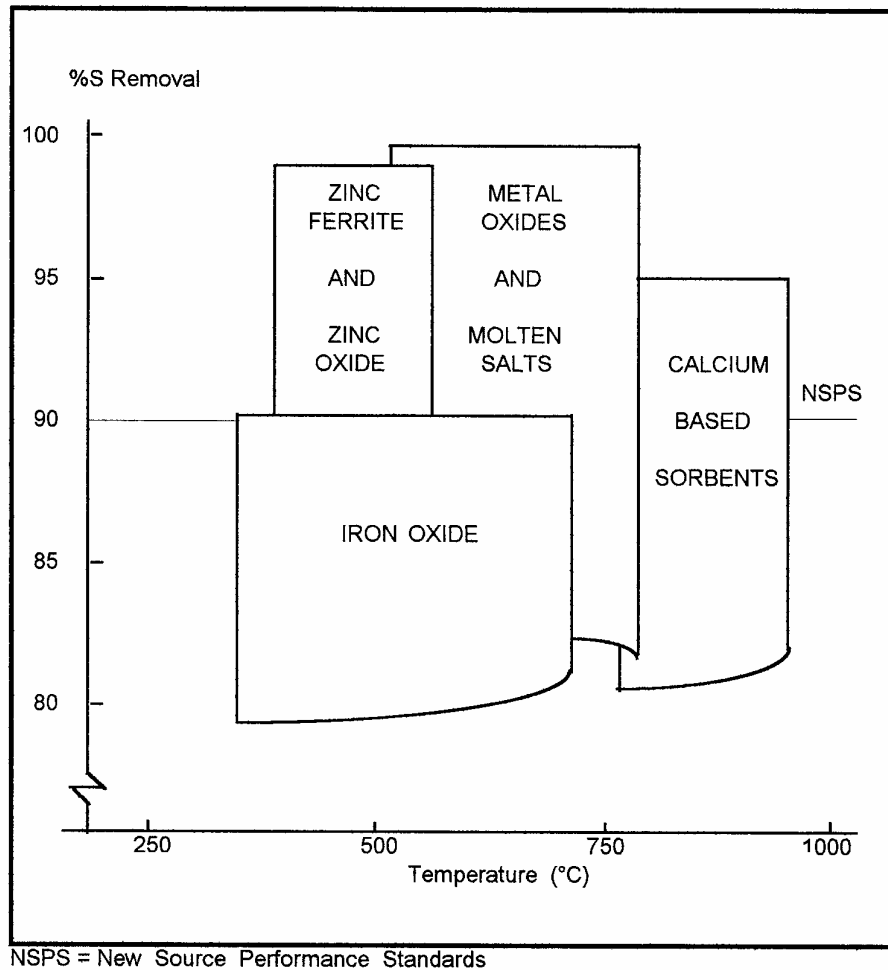 %S Removal
100
95
90
85
80
ZINC
FERRITE
AND
ZINC
OXIDE
METAL
OXIDES
AND
MOLTEN
SALTS
CALCIUM
BASED
SORBENTS
NSPS
IRON OXIDE
250
500
750
1000
Temperature (°C)
NSPS = New Source Performance Standards